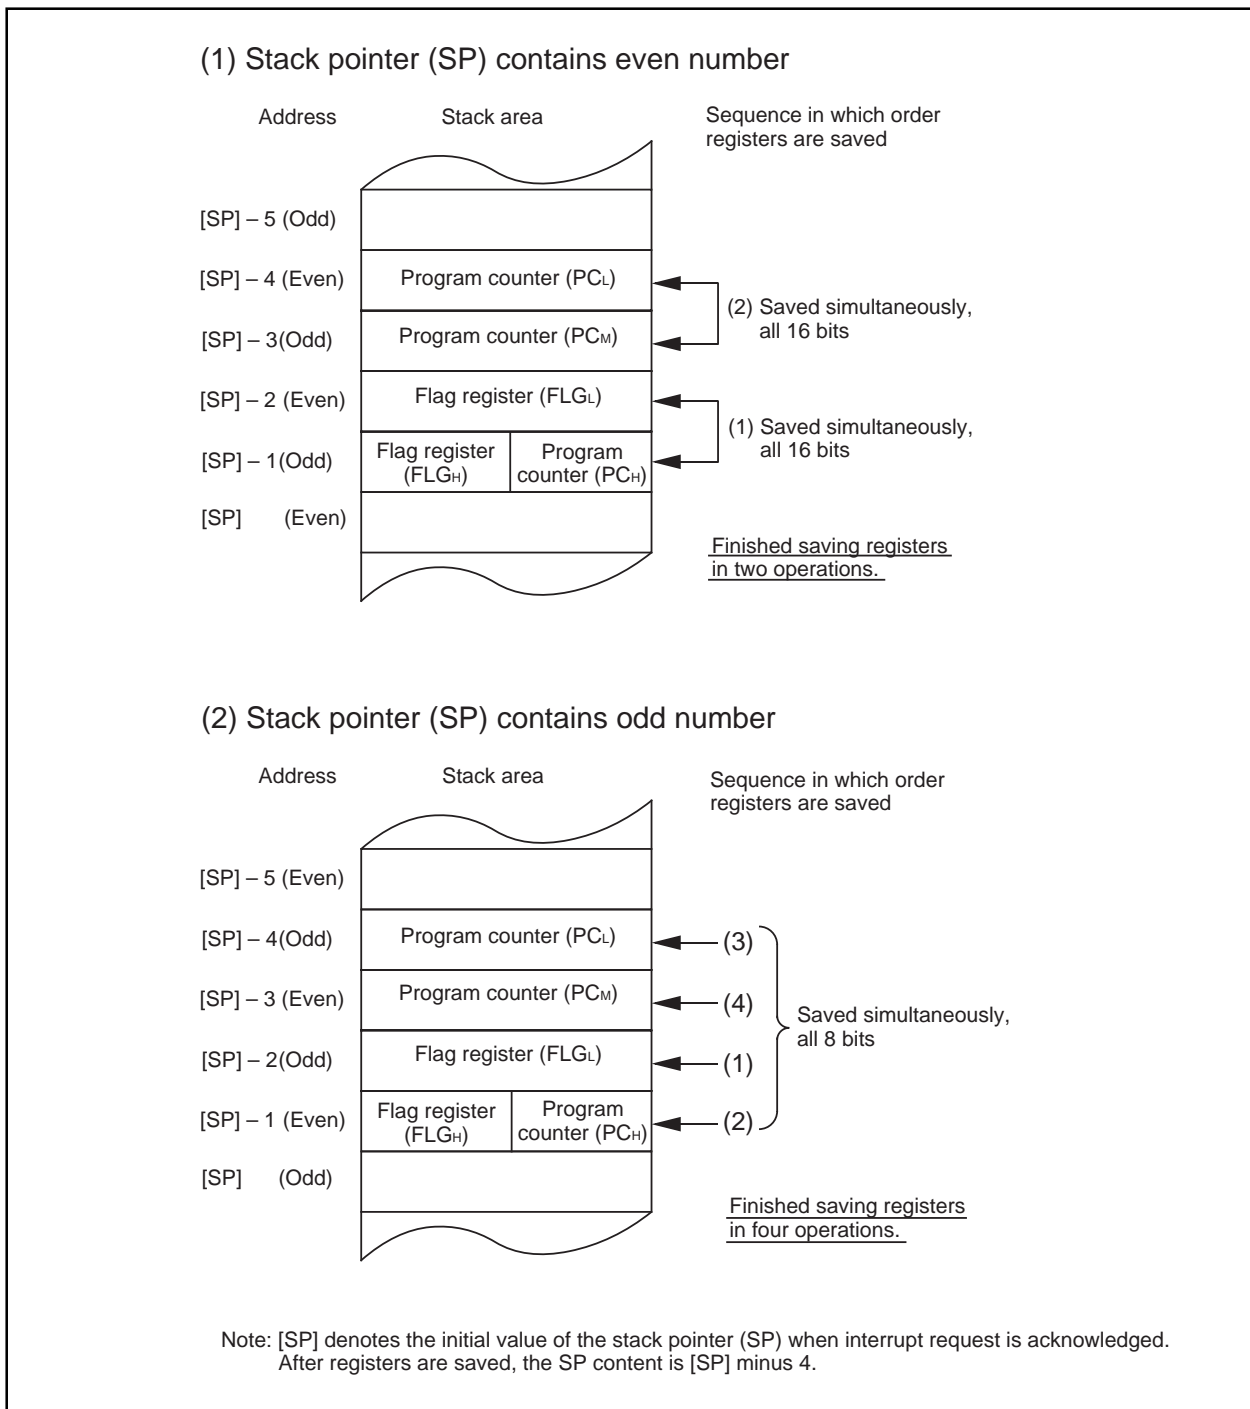 (1) Stack pointer (SP) contains even number
Address
Stack area
Sequence in which order
registers are saved
[SP] – 5 (Odd)
[SP] – 4 (Even)
Program counter (PCL)
[SP] – 3(Odd)
Program counter (PCM)
(2) Saved simultaneously,
all 16 bits
[SP] – 2 (Even)
Flag register (FLGL)
[SP] – 1(Odd)
Flag register
(FLGH)
Program
counter (PCH)
(1) Saved simultaneously,
all 16 bits
[SP] (Even)
Finished saving registers
in two operations.
(2) Stack pointer (SP) contains odd number
Address
Stack area
Sequence in which order
registers are saved
[SP] – 5 (Even)
[SP] – 4(Odd)
Program counter (PCL)
(3)
[SP] – 3 (Even)
Program counter (PCM)
(4)
Saved simultaneously,
all 8 bits
[SP] – 2(Odd)
Flag register (FLGL)
(1)
[SP] – 1 (Even)
Flag register
(FLGH)
Program
counter (PCH)
(2)
[SP] (Odd)
Finished saving registers
in four operations.
Note: [SP] denotes the initial value of the stack pointer (SP) when interrupt request is acknowledged.
After registers are saved, the SP content is [SP] minus 4.